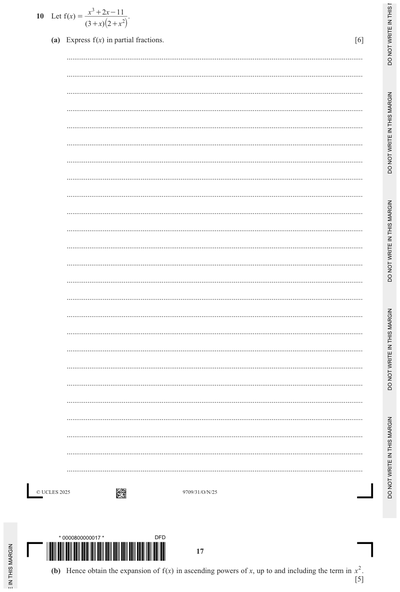 10 Let f(x) = (x³ + 2x − 11) / ((3 + x)(2 + x²)).
(a) Express f(x) in partial fractions. [6]
DO NOT WRITE IN THIS MARGIN
DO NOT WRITE IN THIS MARGIN
DO NOT WRITE IN THIS MARGIN
DO NOT WRITE IN THIS MARGIN
DO NOT WRITE IN THIS
© UCLES 2025 9709/31/O/N/25
* 0000800000017 * DFD
17
(b) Hence obtain the expansion of f(x) in ascending powers of x, up to and including the term in x². [5]
E IN THIS MARGIN